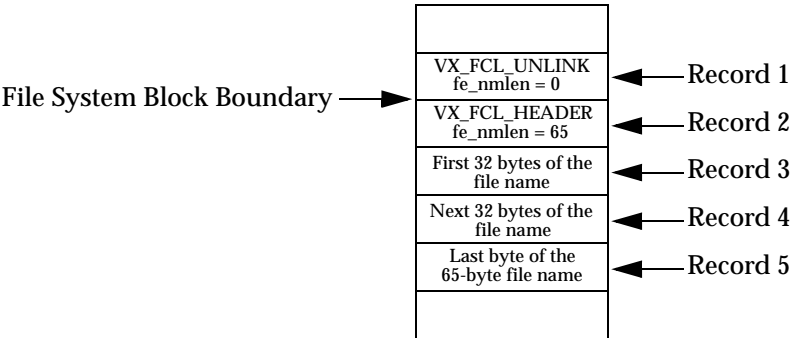 VX_FCL_UNLINK
fe_nmlen = 0
Record 1
File System Block Boundary
VX_FCL_HEADER
fe_nmlen = 65
Record 2
First 32 bytes of the
file name
Record 3
Next 32 bytes of the
file name
Record 4
Last byte of the
65-byte file name
Record 5